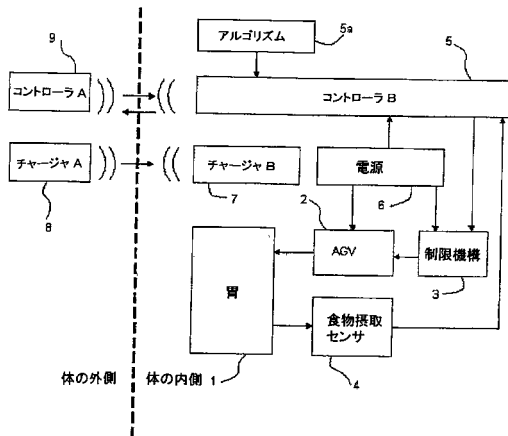 アルゴリズム
5a
5
9
コントローラ A
コントローラ B
チャージャ A
8
チャージャ B
7
電源
6
2
AGV
制限機構
3
胃
食物摂取
センサ
4
体の外側
体の内側 1